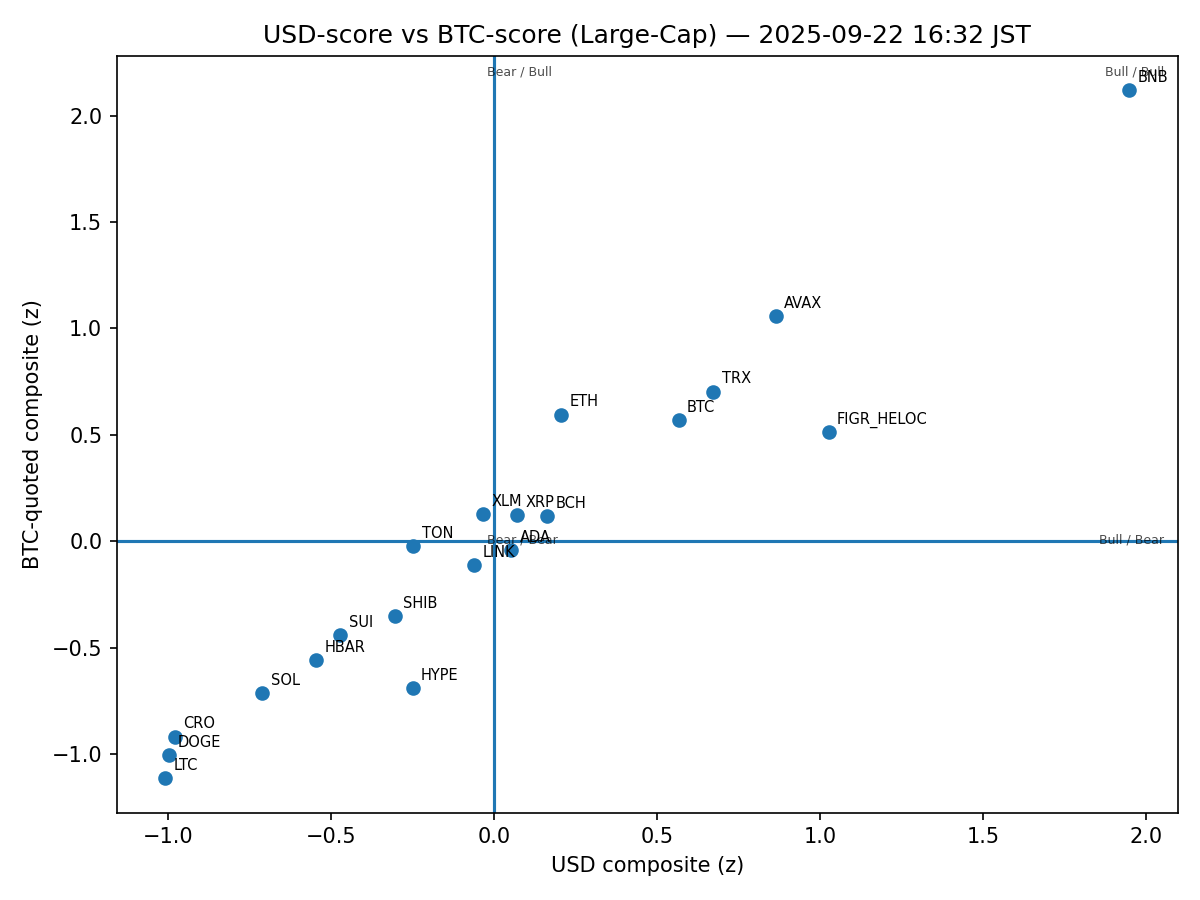 USD-score vs BTC-score (Large-Cap) — 2025-09-22 16:32 JST
Bear / Bull
Bull / Bull
BNB
2.0
1.5
AVAX
1.0
TRX
ETH
BTC
FIGR_HELOC
0.5
XLM
XRP
BCH
TON
ADA
0.0
Bear / Bear
Bull / Bear
LINK
SHIB
SUI
−0.5
HBAR
HYPE
SOL
CRO
DOGE
−1.0
LTC
BTC-quoted composite (z)
−1.0
−0.5
0.0
0.5
1.0
1.5
2.0
USD composite (z)